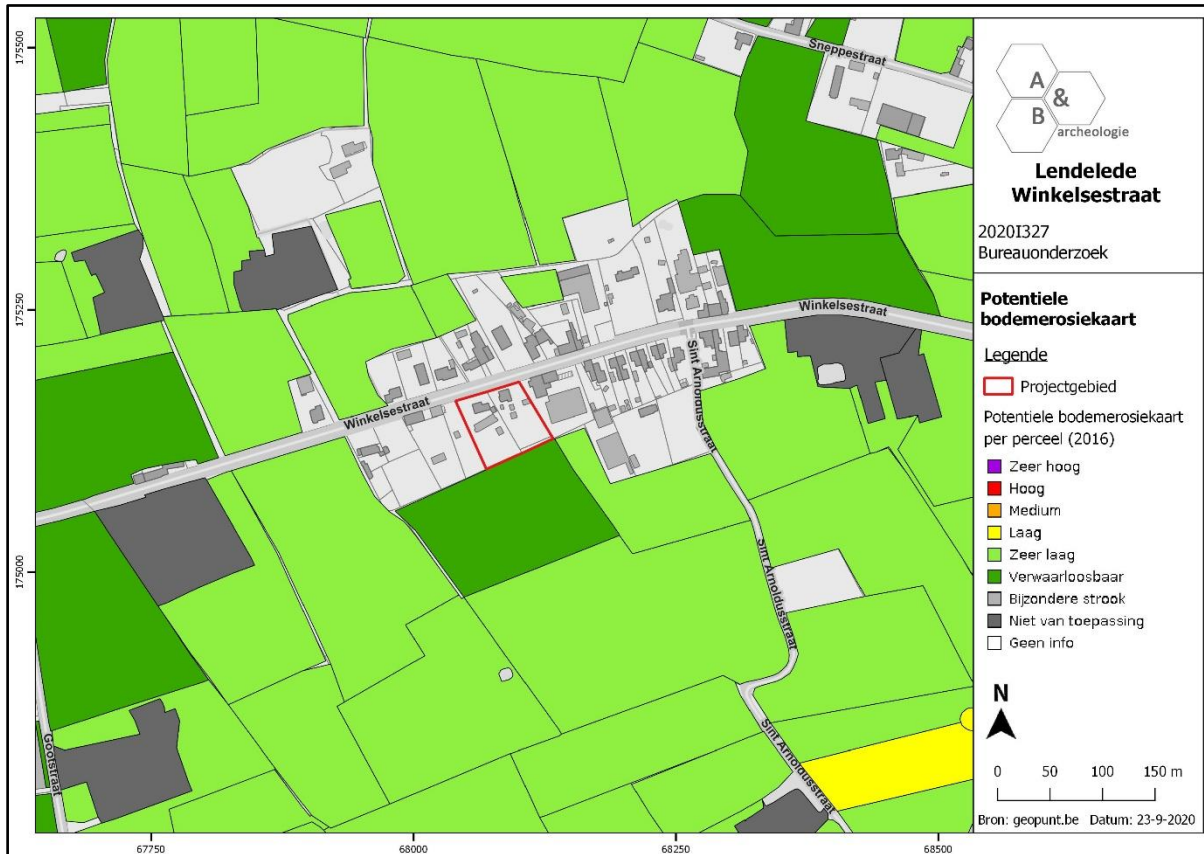 175500
175250
175000
67750
68000
68250
68500
Sneppestraat
Winkelsestraat
Winkelsestraat
Sint Arnoldusstraat
Sint Arnoldusstraat
Sint Arnoldusstraat
Gootstraat
A
&
B
archeologie
Lendelede
Winkelsestraat
2020I327
Bureauonderzoek
Potentiele
bodemerosiekaart
Legende
Projectgebied
Potentiele bodemerosiekaart
per perceel (2016)
Zeer hoog
Hoog
Medium
Laag
Zeer laag
Verwaarloosbaar
Bijzondere strook
Niet van toepassing
Geen info
N
0 50 100 150 m
Bron: geopunt.be Datum: 23-9-2020